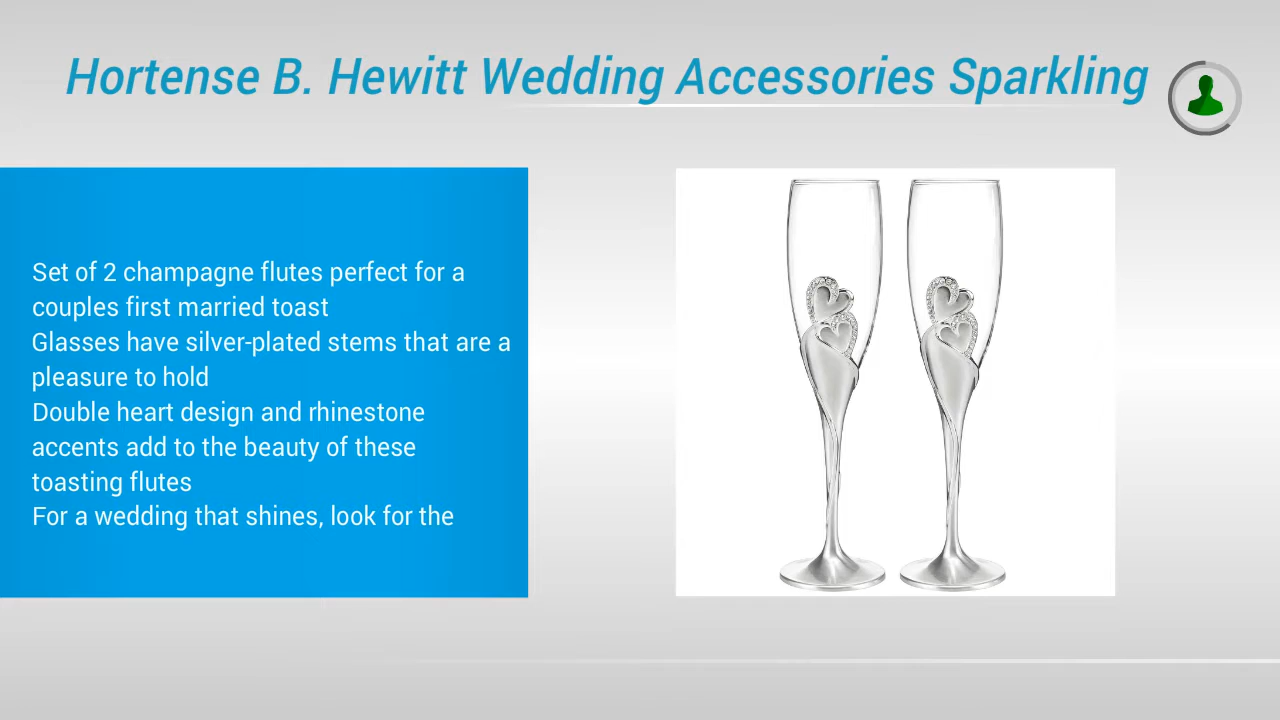 Hortense B. Hewitt Wedding Accessories Sparkling
Set of 2 champagne flutes perfect for a
couples first married toast
Glasses have silver-plated stems that are a
pleasure to hold
Double heart design and rhinestone
accents add to the beauty of these
toasting flutes
For a wedding that shines, look for the